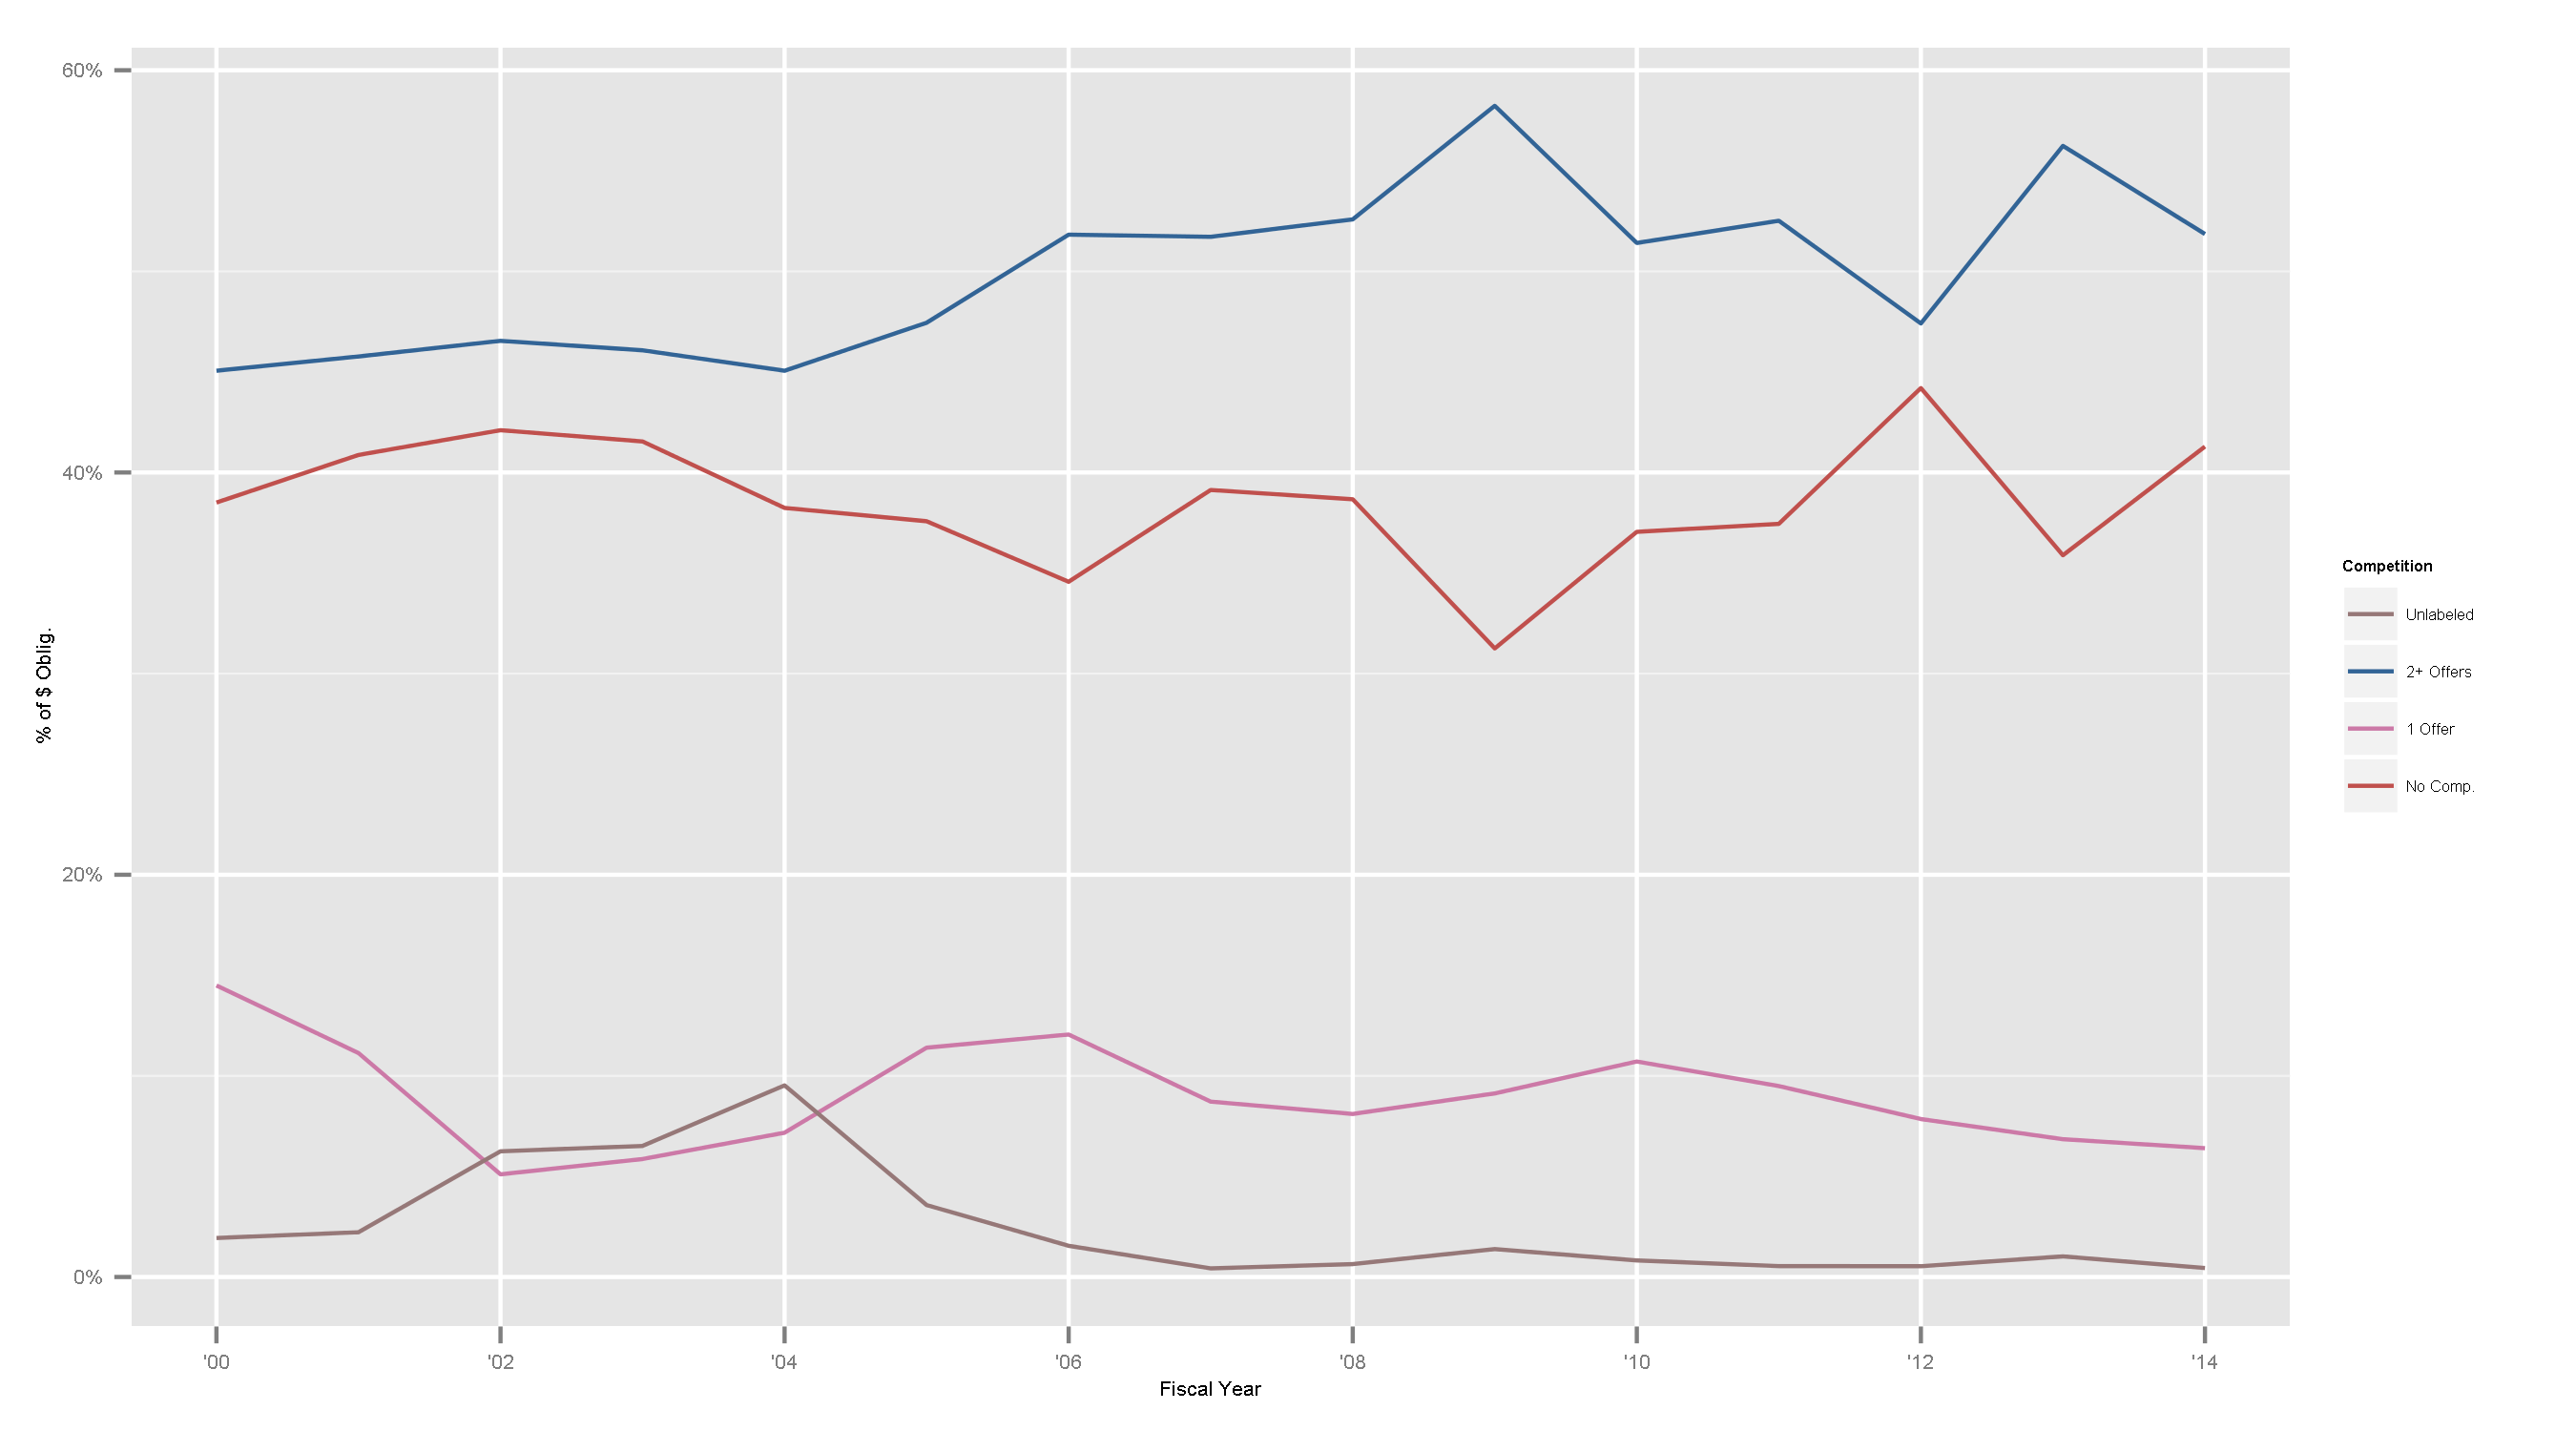 60%
40%
20%
0%
% of $ Oblig.
'00 '02 '04 '06 '08 '10 '12 '14
Fiscal Year
Competition
Unlabeled
2+ Offers
1 Offer
No Comp.